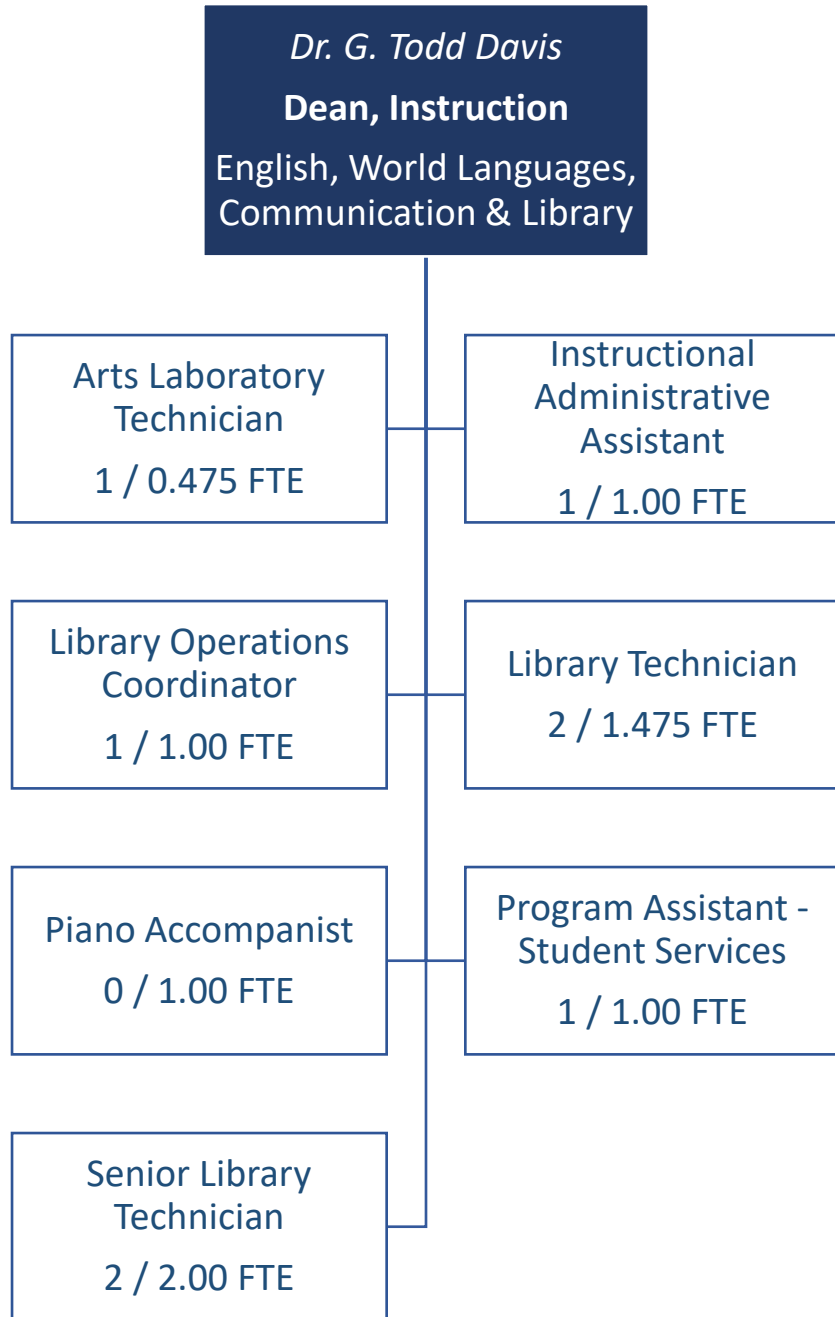 Dr. G. Todd Davis
Dean, Instruction
English, World Languages,
Communication & Library
Arts Laboratory
Technician
1 / 0.475 FTE
Instructional
Administrative
Assistant
1 / 1.00 FTE
Library Operations
Coordinator
1 / 1.00 FTE
Library Technician
2 / 1.475 FTE
Piano Accompanist
0 / 1.00 FTE
Program Assistant -
Student Services
1 / 1.00 FTE
Senior Library
Technician
2 / 2.00 FTE